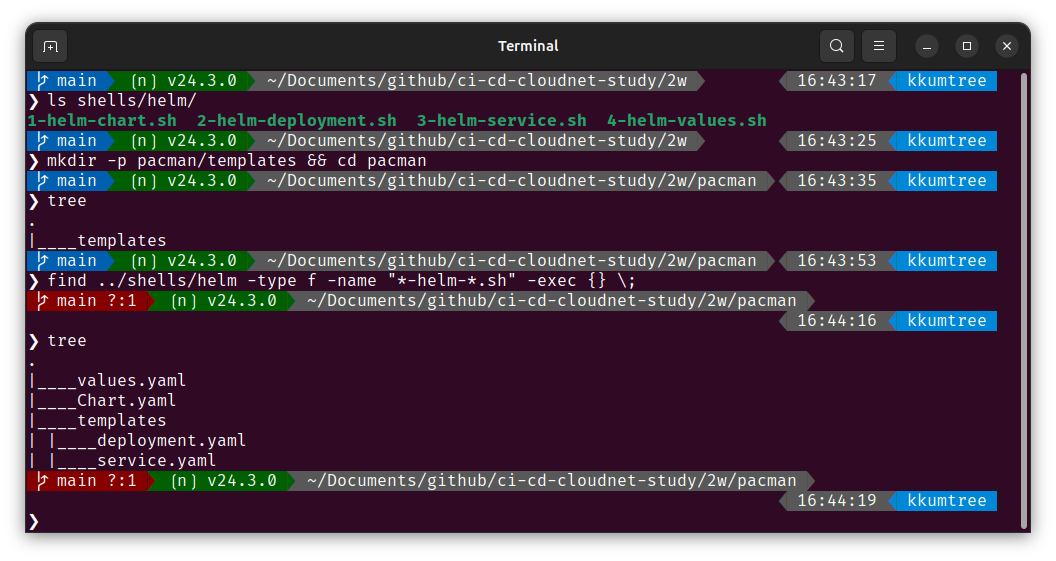 Terminal
main (n) v24.3.0 ~/Documents/github/ci-cd-cloudnet-study/2w 16:43:17 kkumtree
❯ ls shells/helm/
1-helm-chart.sh 2-helm-deployment.sh 3-helm-service.sh 4-helm-values.sh
main (n) v24.3.0 ~/Documents/github/ci-cd-cloudnet-study/2w 16:43:25 kkumtree
❯ mkdir -p pacman/templates && cd pacman
main (n) v24.3.0 ~/Documents/github/ci-cd-cloudnet-study/2w/pacman 16:43:35 kkumtree
❯ tree
.
|____templates
main (n) v24.3.0 ~/Documents/github/ci-cd-cloudnet-study/2w/pacman 16:43:53 kkumtree
❯ find ../shells/helm -type f -name "*-helm-*.sh" -exec {} \;
main ?:1 (n) v24.3.0 ~/Documents/github/ci-cd-cloudnet-study/2w/pacman
16:44:16 kkumtree
❯ tree
.
|____values.yaml
|____Chart.yaml
|____templates
| |____deployment.yaml
| |____service.yaml
main ?:1 (n) v24.3.0 ~/Documents/github/ci-cd-cloudnet-study/2w/pacman
16:44:19 kkumtree
❯